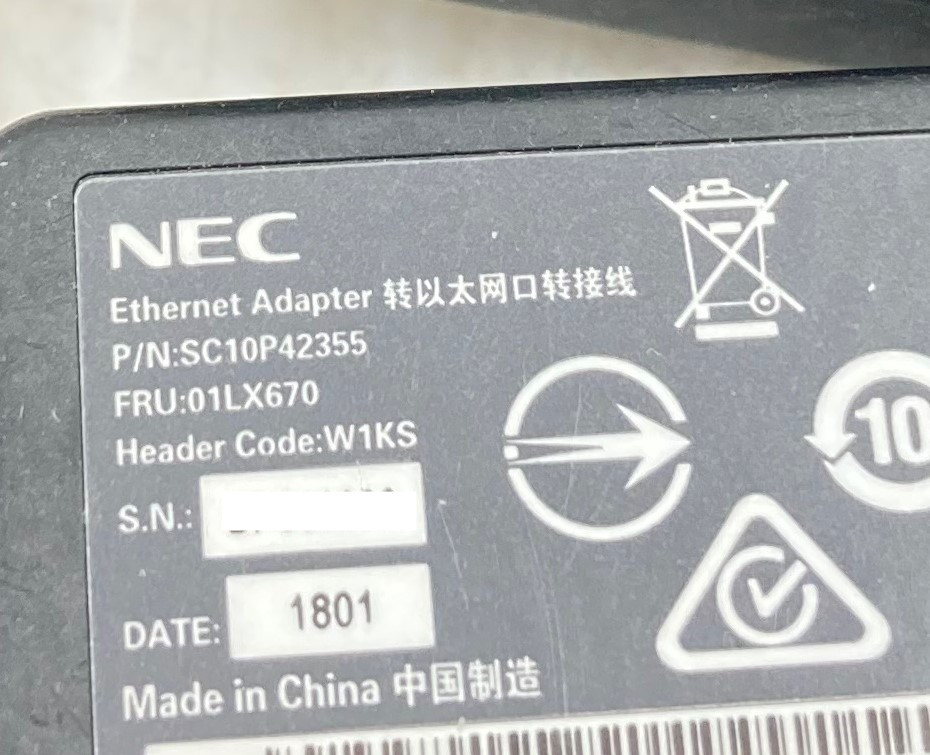 NEC
Ethernet Adapter 转以太网口转接线
P/N:SC10P42355
FRU:01LX670
Header Code:W1KS
S.N.:
DATE: 1801
Made in China 中国制造
10